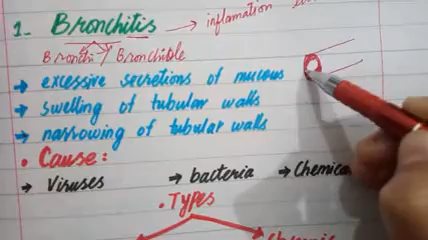 1- Bronchitis → inflamation
Bronchi / Bronchible
→ excessive secretions of mucous
→ swelling of tubular walls
→ narrowing of tubular walls
• Cause:
→ Viruses → bacteria → Chemica
• Types